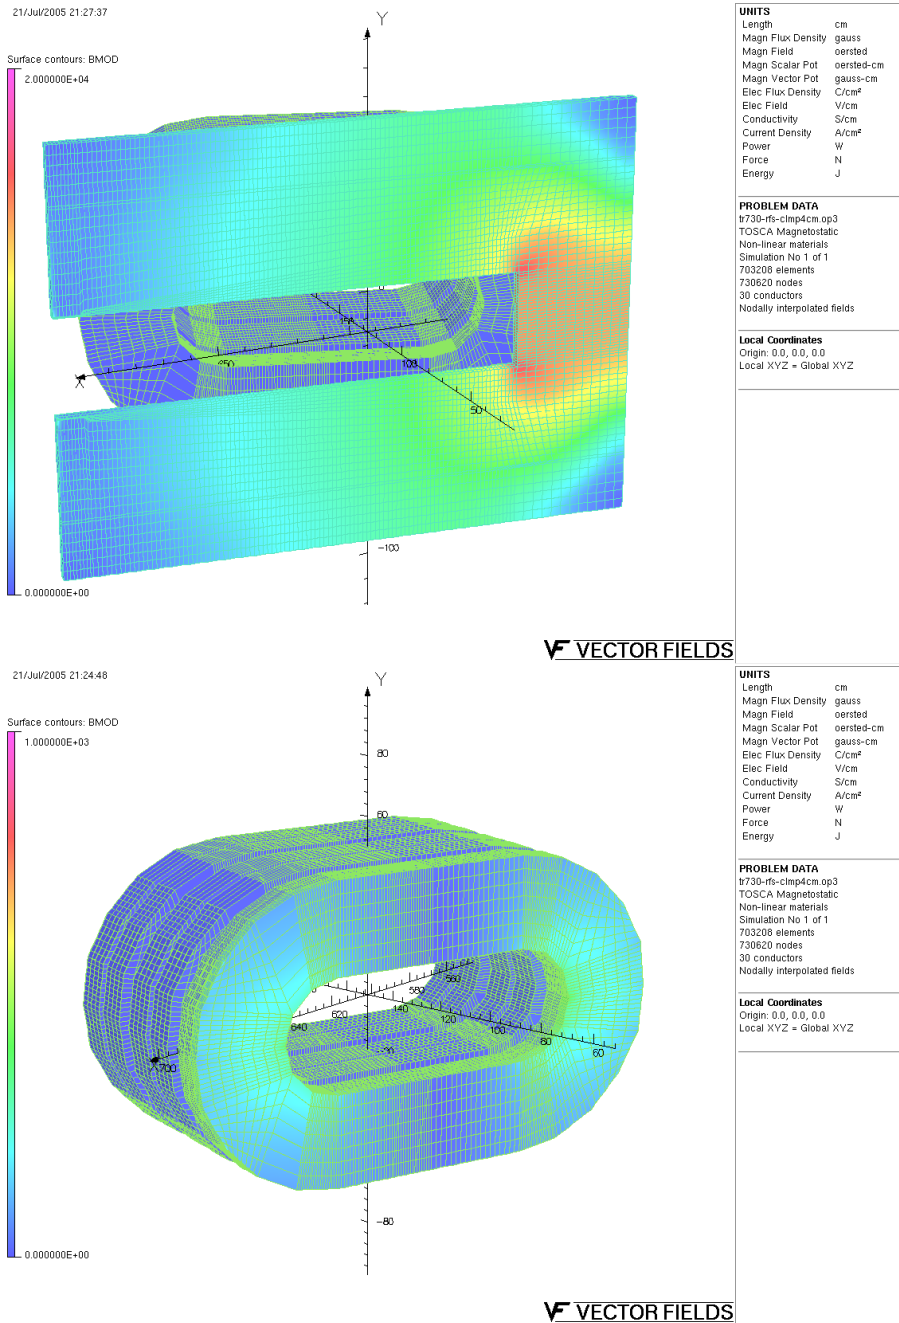 21/Jul/2005 21:27:37
Surface contours: BMOD
2.000000E+04
0.000000E+00
Y
X
50
-100
UNITS
Length cm
Magn Flux Density gauss
Magn Field oersted
Magn Scalar Pot oersted-cm
Magn Vector Pot gauss-cm
Elec Flux Density C/cm²
Elec Field V/cm
Conductivity S/cm
Current Density A/cm²
Power W
Force N
Energy J
PROBLEM DATA
tr730-rfs-clmp4cm.op3
TOSCA Magnetostatic
Non-linear materials
Simulation No 1 of 1
703208 elements
730620 nodes
30 conductors
Nodally interpolated fields
Local Coordinates
Origin: 0.0, 0.0, 0.0
Local XYZ = Global XYZ
VF VECTOR FIELDS
21/Jul/2005 21:24:48
Surface contours: BMOD
1.000000E+03
0.000000E+00
Y
80
60
560
580
620
640
140
120
100
80
60
700
-80
UNITS
Length cm
Magn Flux Density gauss
Magn Field oersted
Magn Scalar Pot oersted-cm
Magn Vector Pot gauss-cm
Elec Flux Density C/cm²
Elec Field V/cm
Conductivity S/cm
Current Density A/cm²
Power W
Force N
Energy J
PROBLEM DATA
tr730-rfs-clmp4cm.op3
TOSCA Magnetostatic
Non-linear materials
Simulation No 1 of 1
703208 elements
730620 nodes
30 conductors
Nodally interpolated fields
Local Coordinates
Origin: 0.0, 0.0, 0.0
Local XYZ = Global XYZ
VF VECTOR FIELDS